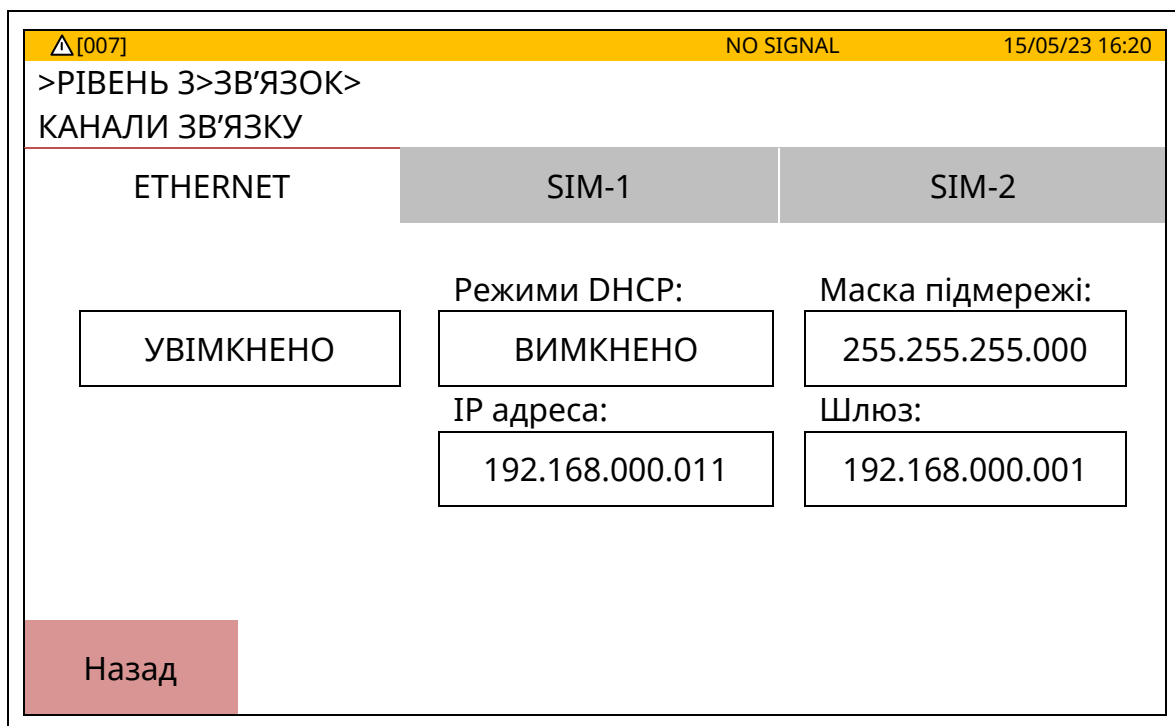 ⚠[007] NO SIGNAL 15/05/23 16:20
>РІВЕНЬ 3>ЗВ’ЯЗОК>
КАНАЛИ ЗВ’ЯЗКУ
ETHERNET SIM-1 SIM-2
Режими DHCP: Маска підмережі:
УВІМКНЕНО ВИМКНЕНО 255.255.255.000
IP адреса: Шлюз:
192.168.000.011 192.168.000.001
Назад